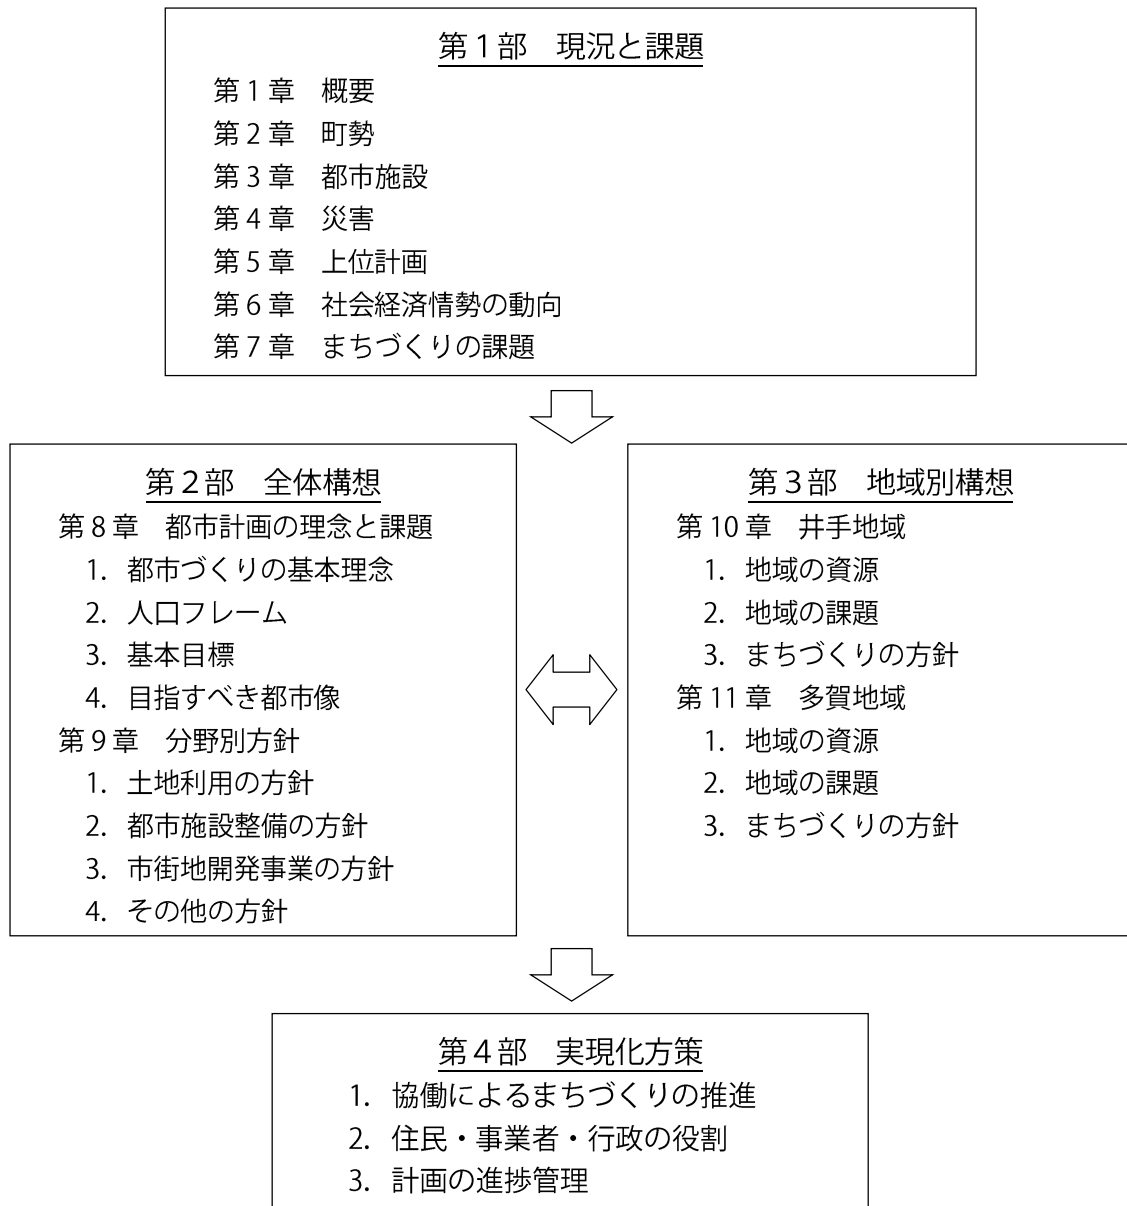 第１部　現況と課題
第１章　概要
第２章　町勢
第３章　都市施設
第４章　災害
第５章　上位計画
第６章　社会経済情勢の動向
第７章　まちづくりの課題
第２部　全体構想
第８章　都市計画の理念と課題
1. 都市づくりの基本理念
2. 人口フレーム
3. 基本目標
4. 目指すべき都市像
第９章　分野別方針
1. 土地利用の方針
2. 都市施設整備の方針
3. 市街地開発事業の方針
4. その他の方針
第３部　地域別構想
第 10 章　井手地域
1. 地域の資源
2. 地域の課題
3. まちづくりの方針
第 11 章　多賀地域
1. 地域の資源
2. 地域の課題
3. まちづくりの方針
第４部　実現化方策
1. 協働によるまちづくりの推進
2. 住民・事業者・行政の役割
3. 計画の進捗管理